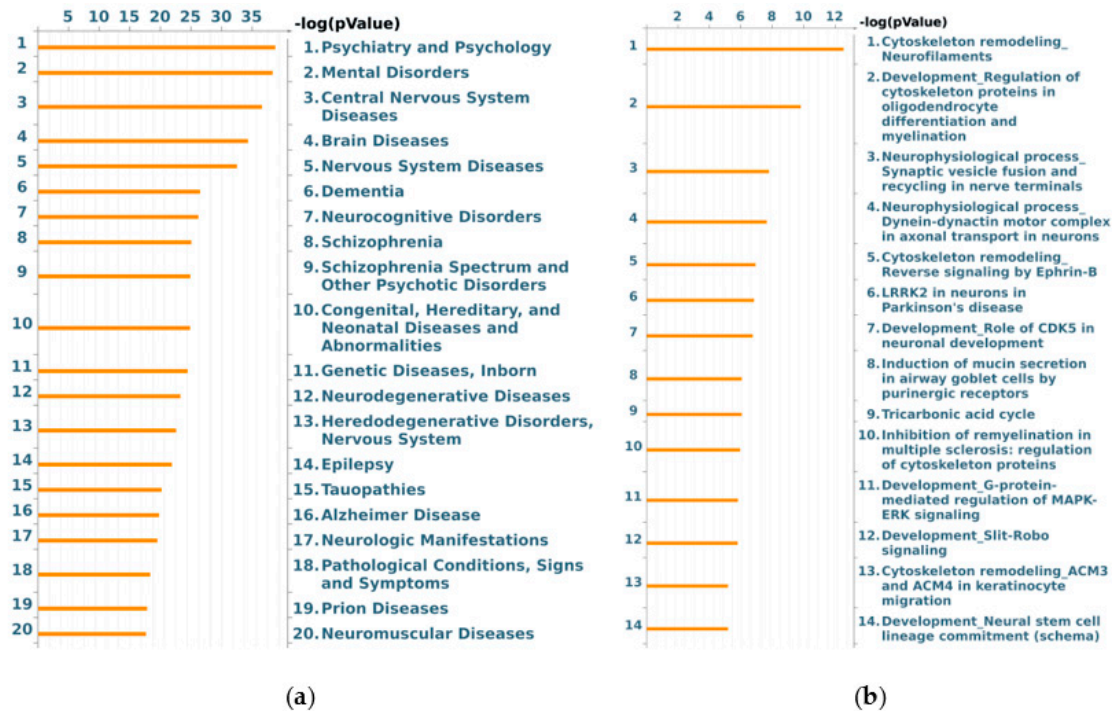 5 10 15 20 25 30 35
-log(pValue)
1
1. Psychiatry and Psychology
2
2. Mental Disorders
3
3. Central Nervous System
Diseases
4
4. Brain Diseases
5
5. Nervous System Diseases
6
6. Dementia
7
7. Neurocognitive Disorders
8
8. Schizophrenia
9
9. Schizophrenia Spectrum and
Other Psychotic Disorders
10
10. Congenital, Hereditary, and
Neonatal Diseases and
Abnormalities
11
11. Genetic Diseases, Inborn
12
12. Neurodegenerative Diseases
13
13. Heredodegenerative Disorders,
Nervous System
14
14. Epilepsy
15
15. Tauopathies
16
16. Alzheimer Disease
17
17. Neurologic Manifestations
18
18. Pathological Conditions, Signs
and Symptoms
19
19. Prion Diseases
20
20. Neuromuscular Diseases
(a)
2 4 6 8 10 12
-log(pValue)
1
1. Cytoskeleton remodeling_
Neurofilaments
2
2. Development_Regulation of
cytoskeleton proteins in
oligodendrocyte
differentiation and
myelination
3
3. Neurophysiological process_
Synaptic vesicle fusion and
recycling in nerve terminals
4
4. Neurophysiological process_
Dynein-dynactin motor complex
in axonal transport in neurons
5
5. Cytoskeleton remodeling_
Reverse signaling by Ephrin-B
6
6. LRRK2 in neurons in
Parkinson's disease
7
7. Development_Role of CDK5 in
neuronal development
8
8. Induction of mucin secretion
in airway goblet cells by
purinergic receptors
9
9. Tricarbonic acid cycle
10
10. Inhibition of remyelination in
multiple sclerosis: regulation
of cytoskeleton proteins
11
11. Development_G-protein-
mediated regulation of MAPK-
ERK signaling
12
12. Development_Slit-Robo
signaling
13
13. Cytoskeleton remodeling_ACM3
and ACM4 in keratinocyte
migration
14
14. Development_Neural stem cell
lineage commitment (schema)
(b)